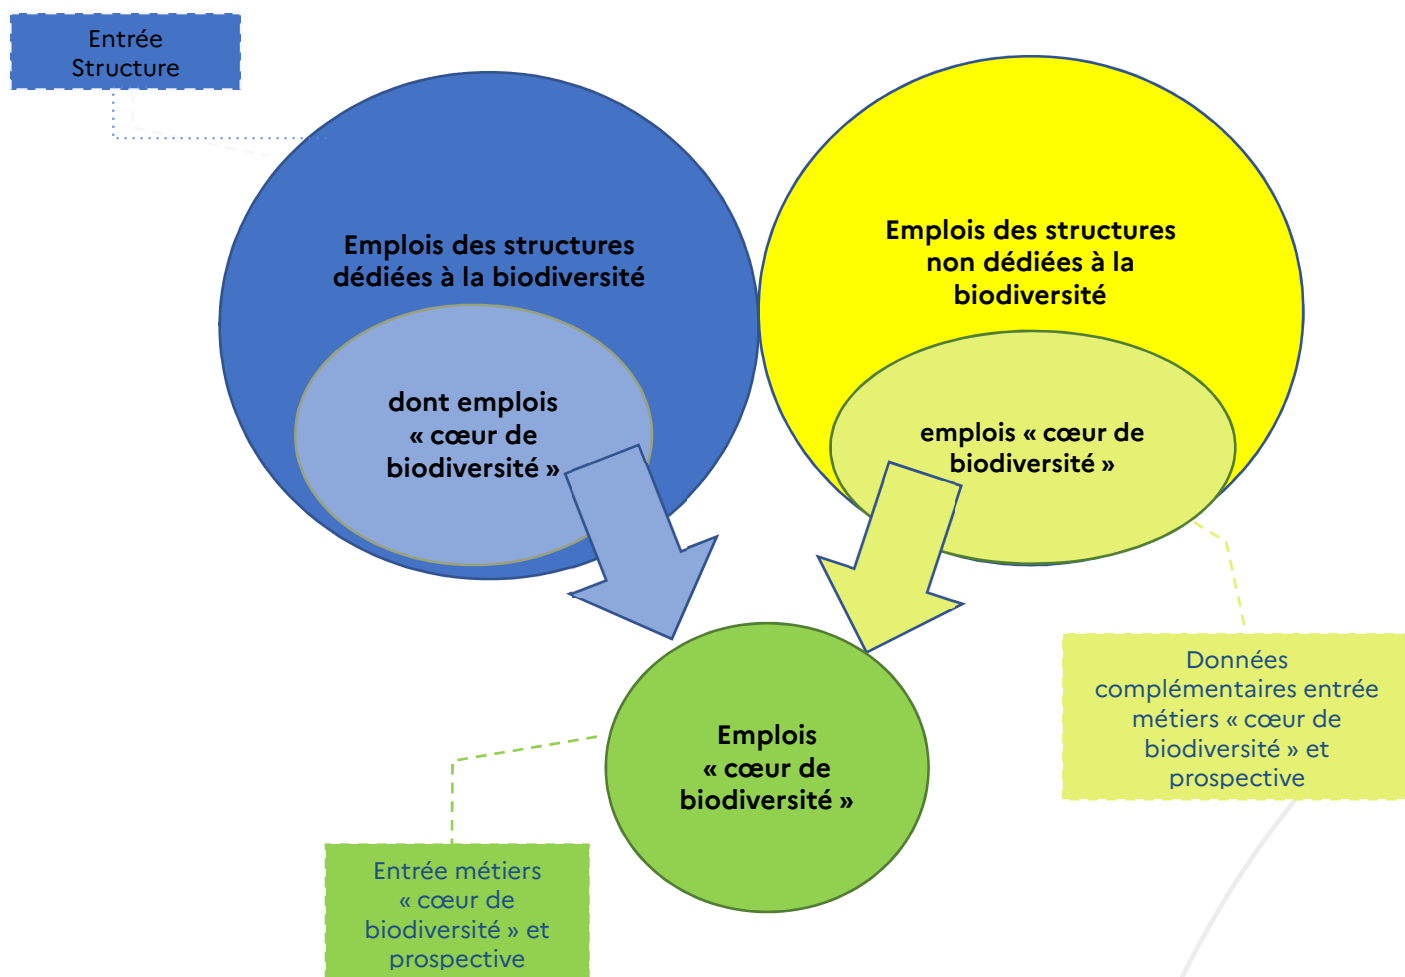 Entrée
Structure
Emplois des structures
dédiées à la biodiversité
Emplois des structures
non dédiées à la
biodiversité
dont emplois
« cœur de
biodiversité »
emplois « cœur de
biodiversité »
Emplois
« cœur de
biodiversité »
Données
complémentaires entrée
métiers « cœur de
biodiversité » et
prospective
Entrée métiers
« cœur de
biodiversité » et
prospective